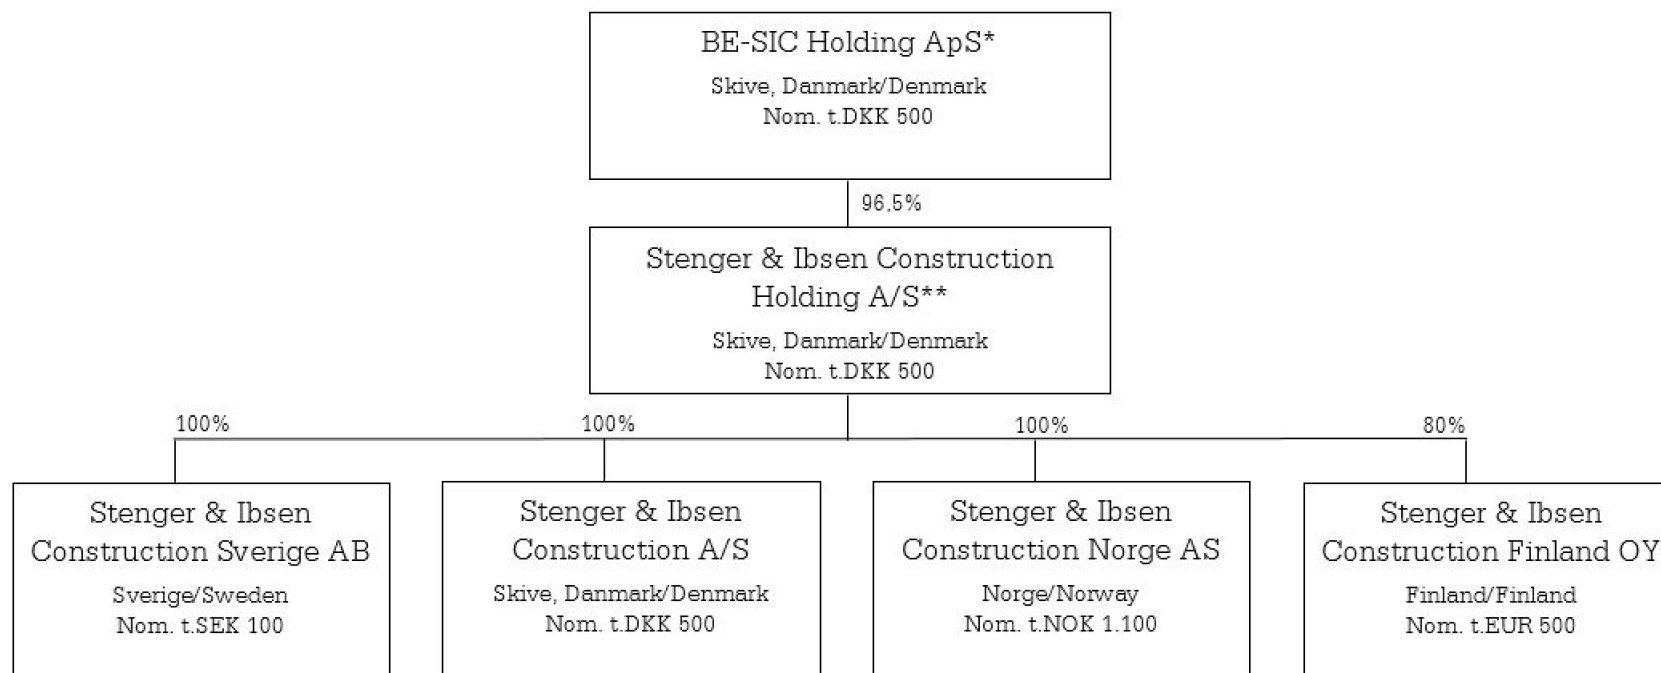 BE-SIC Holding ApS*
Skive, Danmark/Denmark
Nom. t.DKK 500
96,5%
Stenger & Ibsen Construction
Holding A/S**
Skive, Danmark/Denmark
Nom. t.DKK 500
100%
100%
100%
80%
Stenger & Ibsen
Construction Sverige AB
Sverige/Sweden
Nom. t.SEK 100
Stenger & Ibsen
Construction A/S
Skive, Danmark/Denmark
Nom. t.DKK 500
Stenger & Ibsen
Construction Norge AS
Norge/Norway
Nom. t.NOK 1.100
Stenger & Ibsen
Construction Finland OY
Finland/Finland
Nom. t.EUR 500